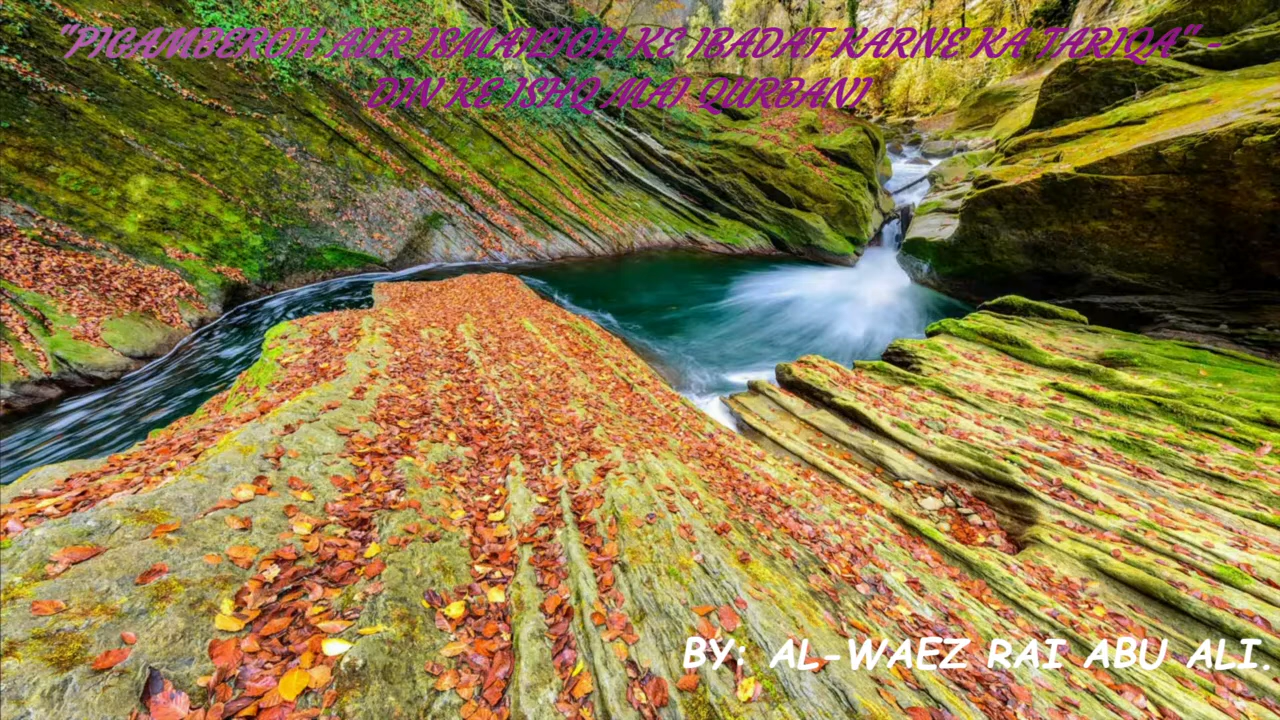 "PIGAMBEROH AUR ISMAILIOH KE IBADAT KARNE KA TARIQA" -
DIN KE ISHQ MAI QURBANI
BY: AL-WAEZ RAI ABU ALI.